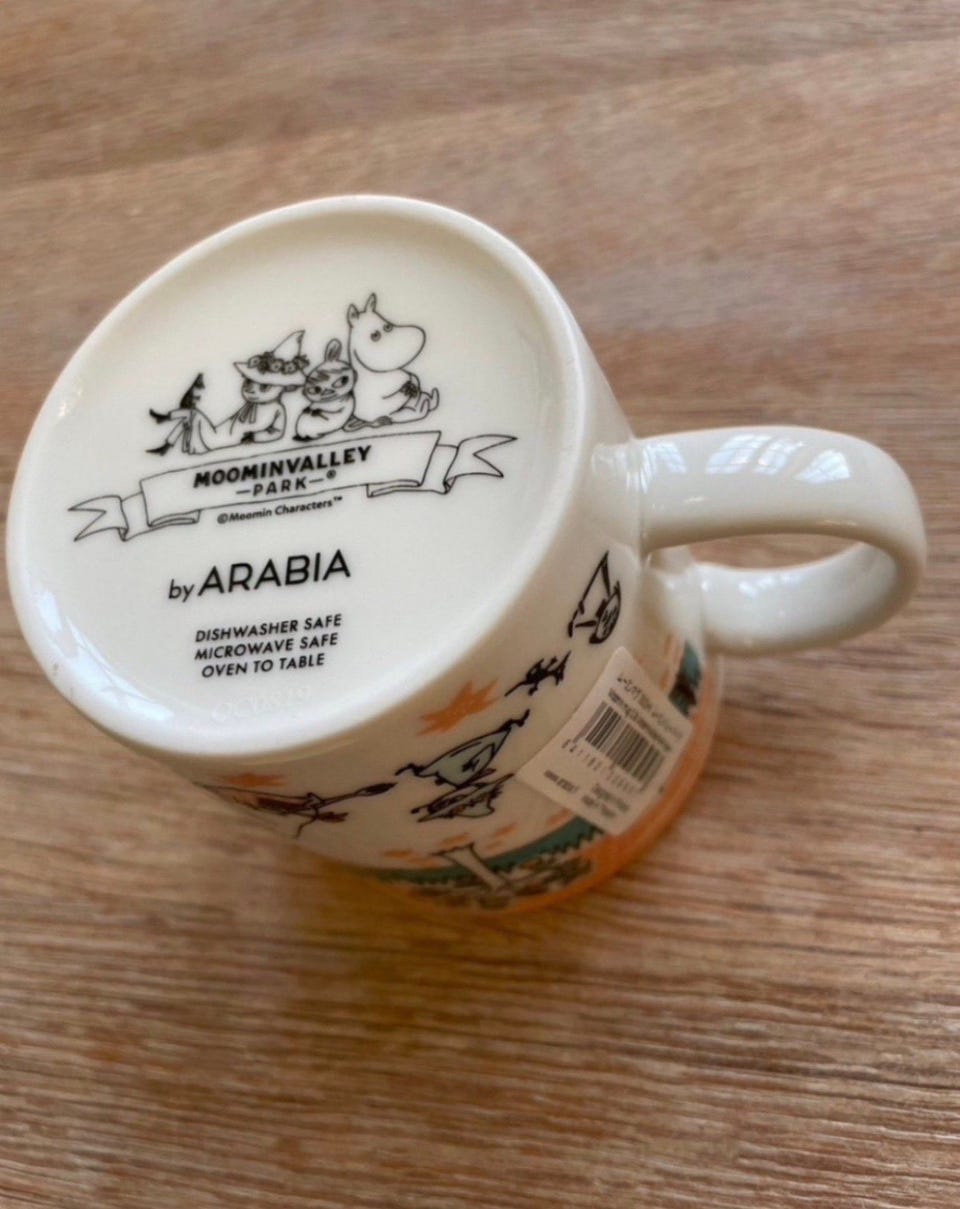 MOOMINVALLEY
—PARK—®
©Moomin Characters™
by ARABIA
DISHWASHER SAFE
MICROWAVE SAFE
OVEN TO TABLE